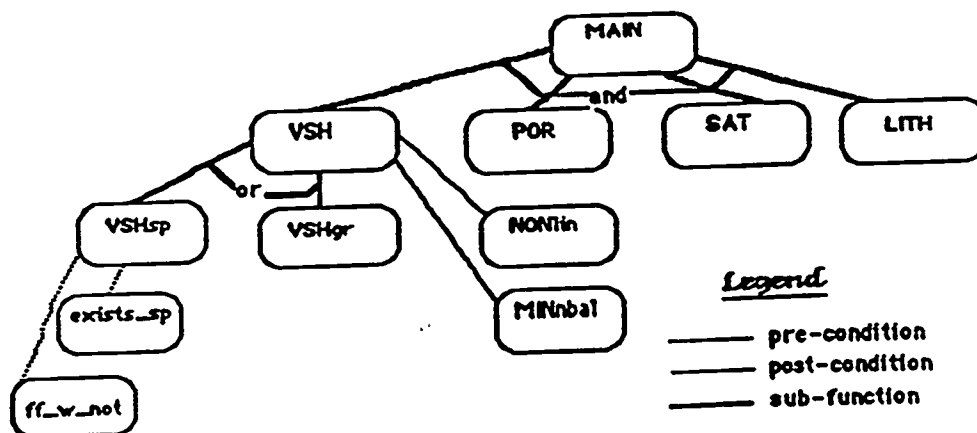 MAIN
and
VSH
POR
SAT
LITH
or
VSHsp
VSHgr
NONlin
exists_sp
MINnbal
ff_w_not
Legend
pre-condition
post-condition
sub-function